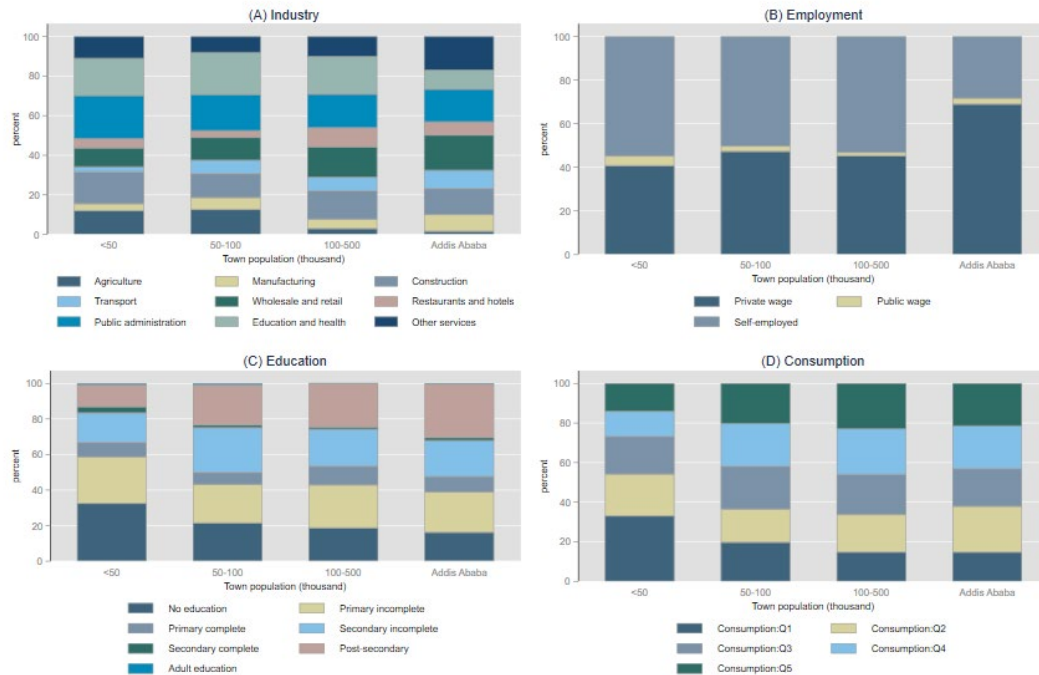 (A) Industry
percent
100
80
60
40
20
0
<50 50-100 100-500 Addis Ababa
Town population (thousand)
Agriculture Manufacturing Construction
Transport Wholesale and retail Restaurants and hotels
Public administration Education and health Other services
(B) Employment
percent
100
80
60
40
20
0
<50 50-100 100-500 Addis Ababa
Town population (thousand)
Private wage Public wage
Self-employed
(C) Education
percent
100
80
60
40
20
0
<50 50-100 100-500 Addis Ababa
Town population (thousand)
No education Primary incomplete
Primary complete Secondary incomplete
Secondary complete Post-secondary
Adult education
(D) Consumption
percent
100
80
60
40
20
0
<50 50-100 100-500 Addis Ababa
Town population (thousand)
Consumption:Q1 Consumption:Q2
Consumption:Q3 Consumption:Q4
Consumption:Q5